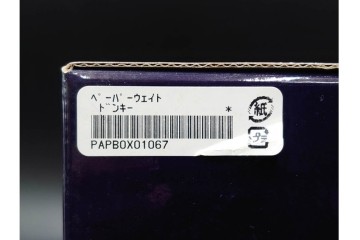 ペーパーウェイト
ドンキー *
PAPBOX01067
紙
プラ